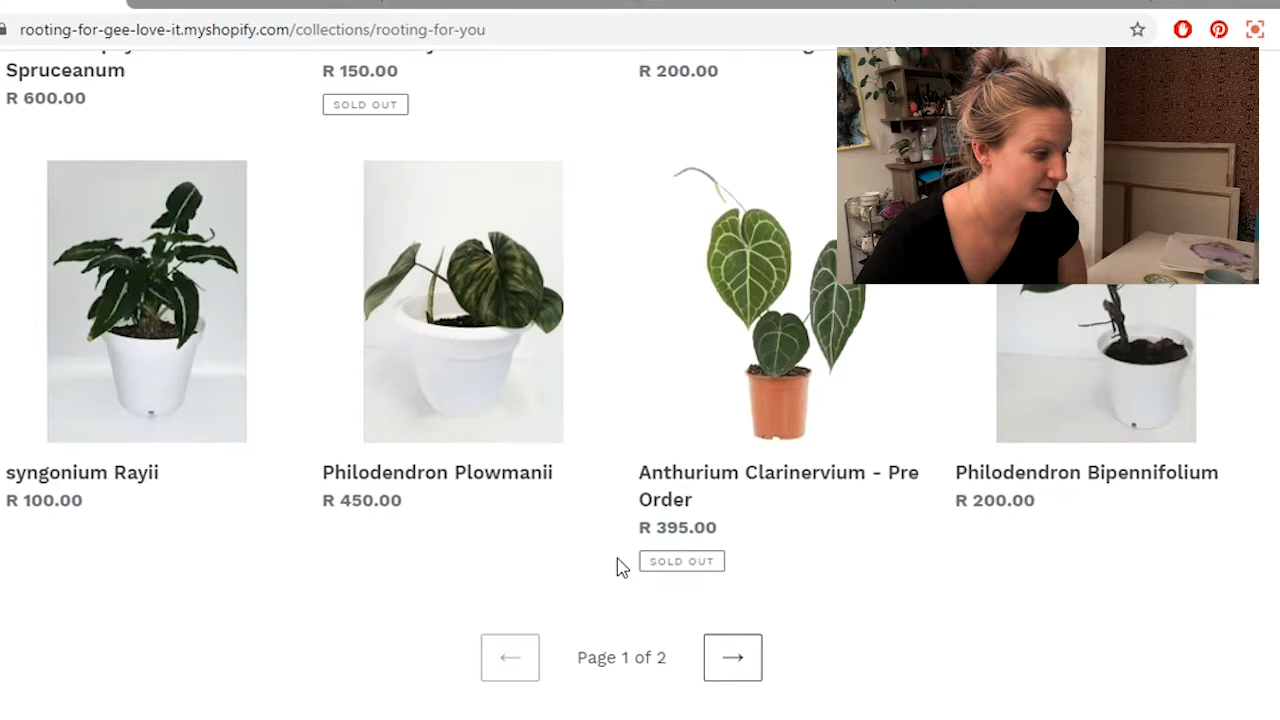 rooting-for-gee-love-it.myshopify.com/collections/rooting-for-you
Spruceanum
R 600.00
R 150.00
SOLD OUT
R 200.00
syngonium Rayii
R 100.00
Philodendron Plowmanii
R 450.00
Anthurium Clarinervium - Pre
Order
R 395.00
SOLD OUT
Philodendron Bipennifolium
R 200.00
← Page 1 of 2 →